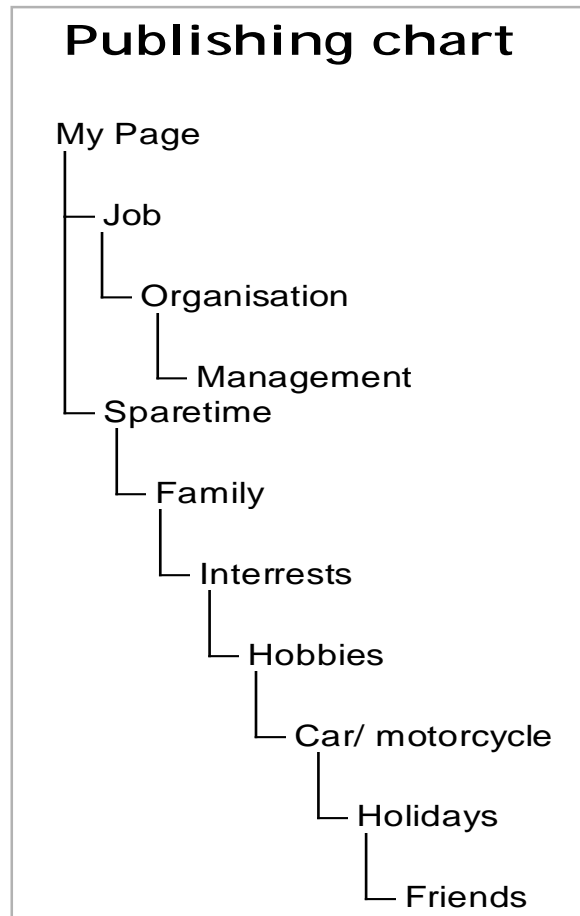 Publishing chart
My Page
Job
Organisation
Management
Sparetime
Family
Interrests
Hobbies
Car/ motorcycle
Holidays
Friends